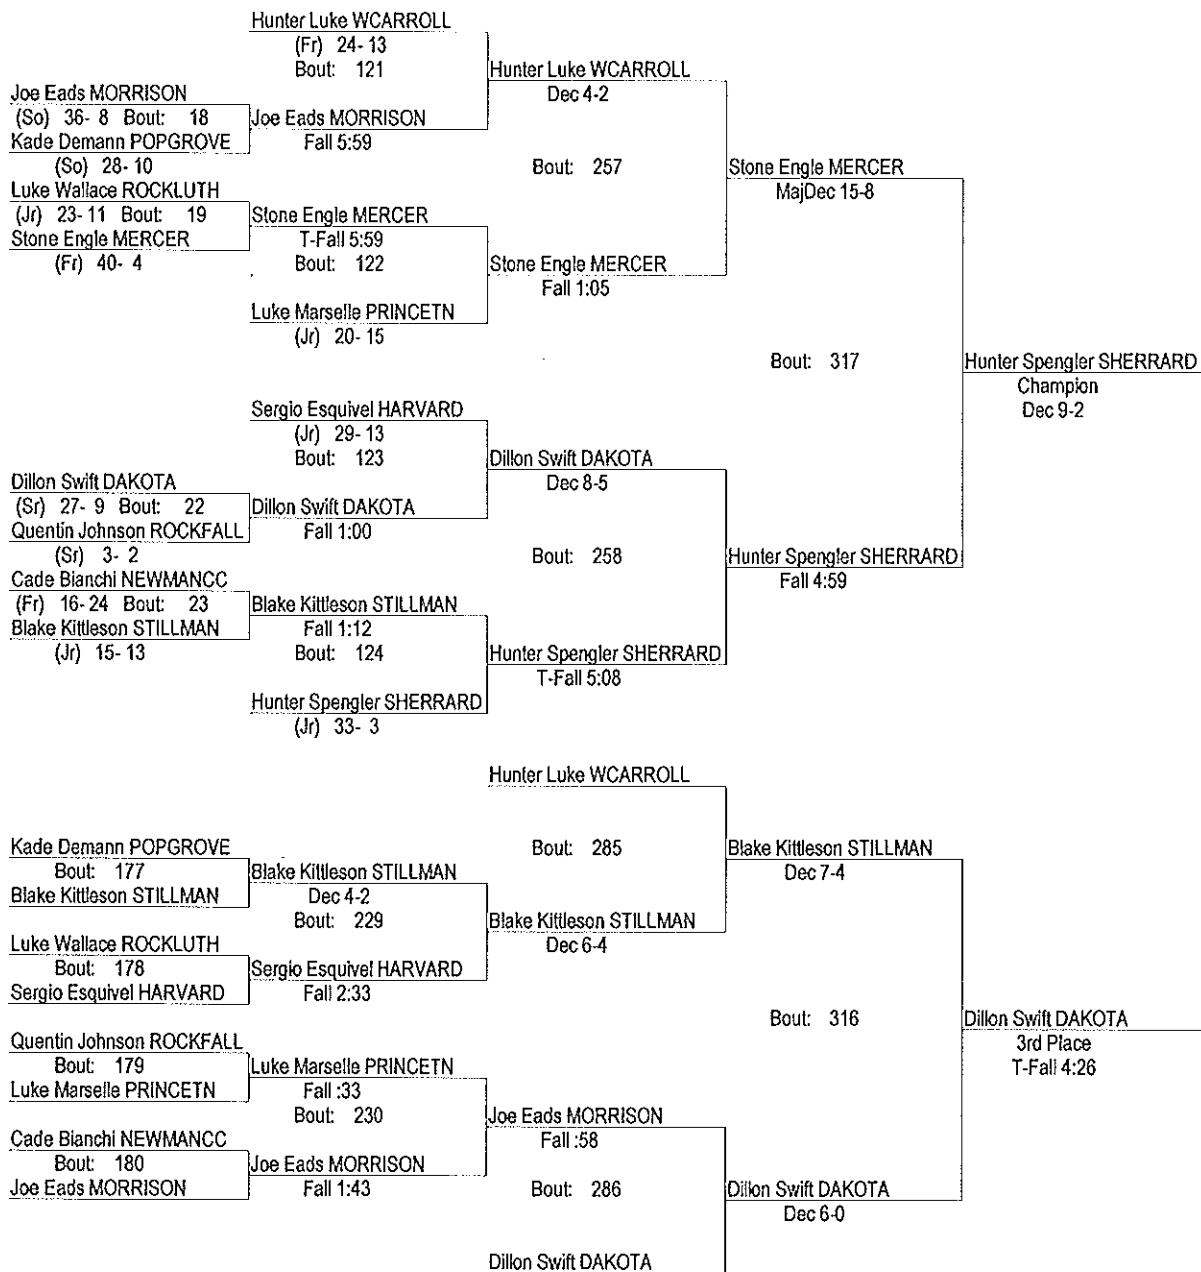 Hunter Luke WCARROLL
(Fr) 24- 13
Bout: 121
Hunter Luke WCARROLL
Dec 4-2
Joe Eads MORRISON
(So) 36- 8 Bout: 18
Joe Eads MORRISON
Fall 5:59
Kade Demann POPGROVE
(So) 28- 10
Bout: 257
Stone Engle MERCER
MajDec 15-8
Luke Wallace ROCKLUTH
(Jr) 23- 11 Bout: 19
Stone Engle MERCER
T-Fall 5:59
Stone Engle MERCER
(Fr) 40- 4
Bout: 122
Stone Engle MERCER
Fall 1:05
Luke Marselle PRINCETN
(Jr) 20- 15
Bout: 317
Hunter Spengler SHERRARD
Champion
Dec 9-2
Sergio Esquivel HARVARD
(Jr) 29- 13
Bout: 123
Dillon Swift DAKOTA
Dec 8-5
Dillon Swift DAKOTA
(Sr) 27- 9 Bout: 22
Dillon Swift DAKOTA
Fall 1:00
Quentin Johnson ROCKFALL
(Sr) 3- 2
Bout: 258
Hunter Spengler SHERRARD
Fall 4:59
Cade Bianchi NEWMANCC
(Fr) 16- 24 Bout: 23
Blake Kittleson STILLMAN
Fall 1:12
Blake Kittleson STILLMAN
(Jr) 15- 13
Bout: 124
Hunter Spengler SHERRARD
T-Fall 5:08
Hunter Spengler SHERRARD
(Jr) 33- 3
Hunter Luke WCARROLL
Kade Demann POPGROVE
Bout: 177
Blake Kittleson STILLMAN
Blake Kittleson STILLMAN
Dec 4-2
Bout: 229
Bout: 285
Blake Kittleson STILLMAN
Dec 7-4
Blake Kittleson STILLMAN
Dec 6-4
Luke Wallace ROCKLUTH
Bout: 178
Sergio Esquivel HARVARD
Sergio Esquivel HARVARD
Fall 2:33
Bout: 316
Dillon Swift DAKOTA
3rd Place
T-Fall 4:26
Quentin Johnson ROCKFALL
Bout: 179
Luke Marselle PRINCETN
Luke Marselle PRINCETN
Fall :33
Bout: 230
Joe Eads MORRISON
Fall :58
Cade Bianchi NEWMANCC
Bout: 180
Joe Eads MORRISON
Joe Eads MORRISON
Fall 1:43
Bout: 286
Dillon Swift DAKOTA
Dec 6-0
Dillon Swift DAKOTA